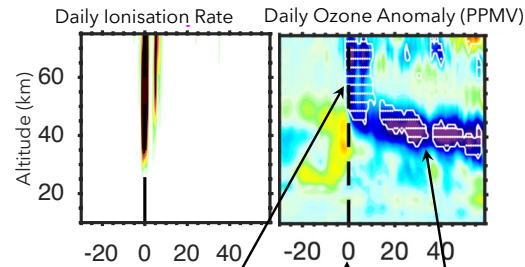 Daily Ionisation Rate
Daily Ozone Anomaly (PPMV)
Altitude (km)
60
40
20
-20 0 20 40
-20 0 20 40